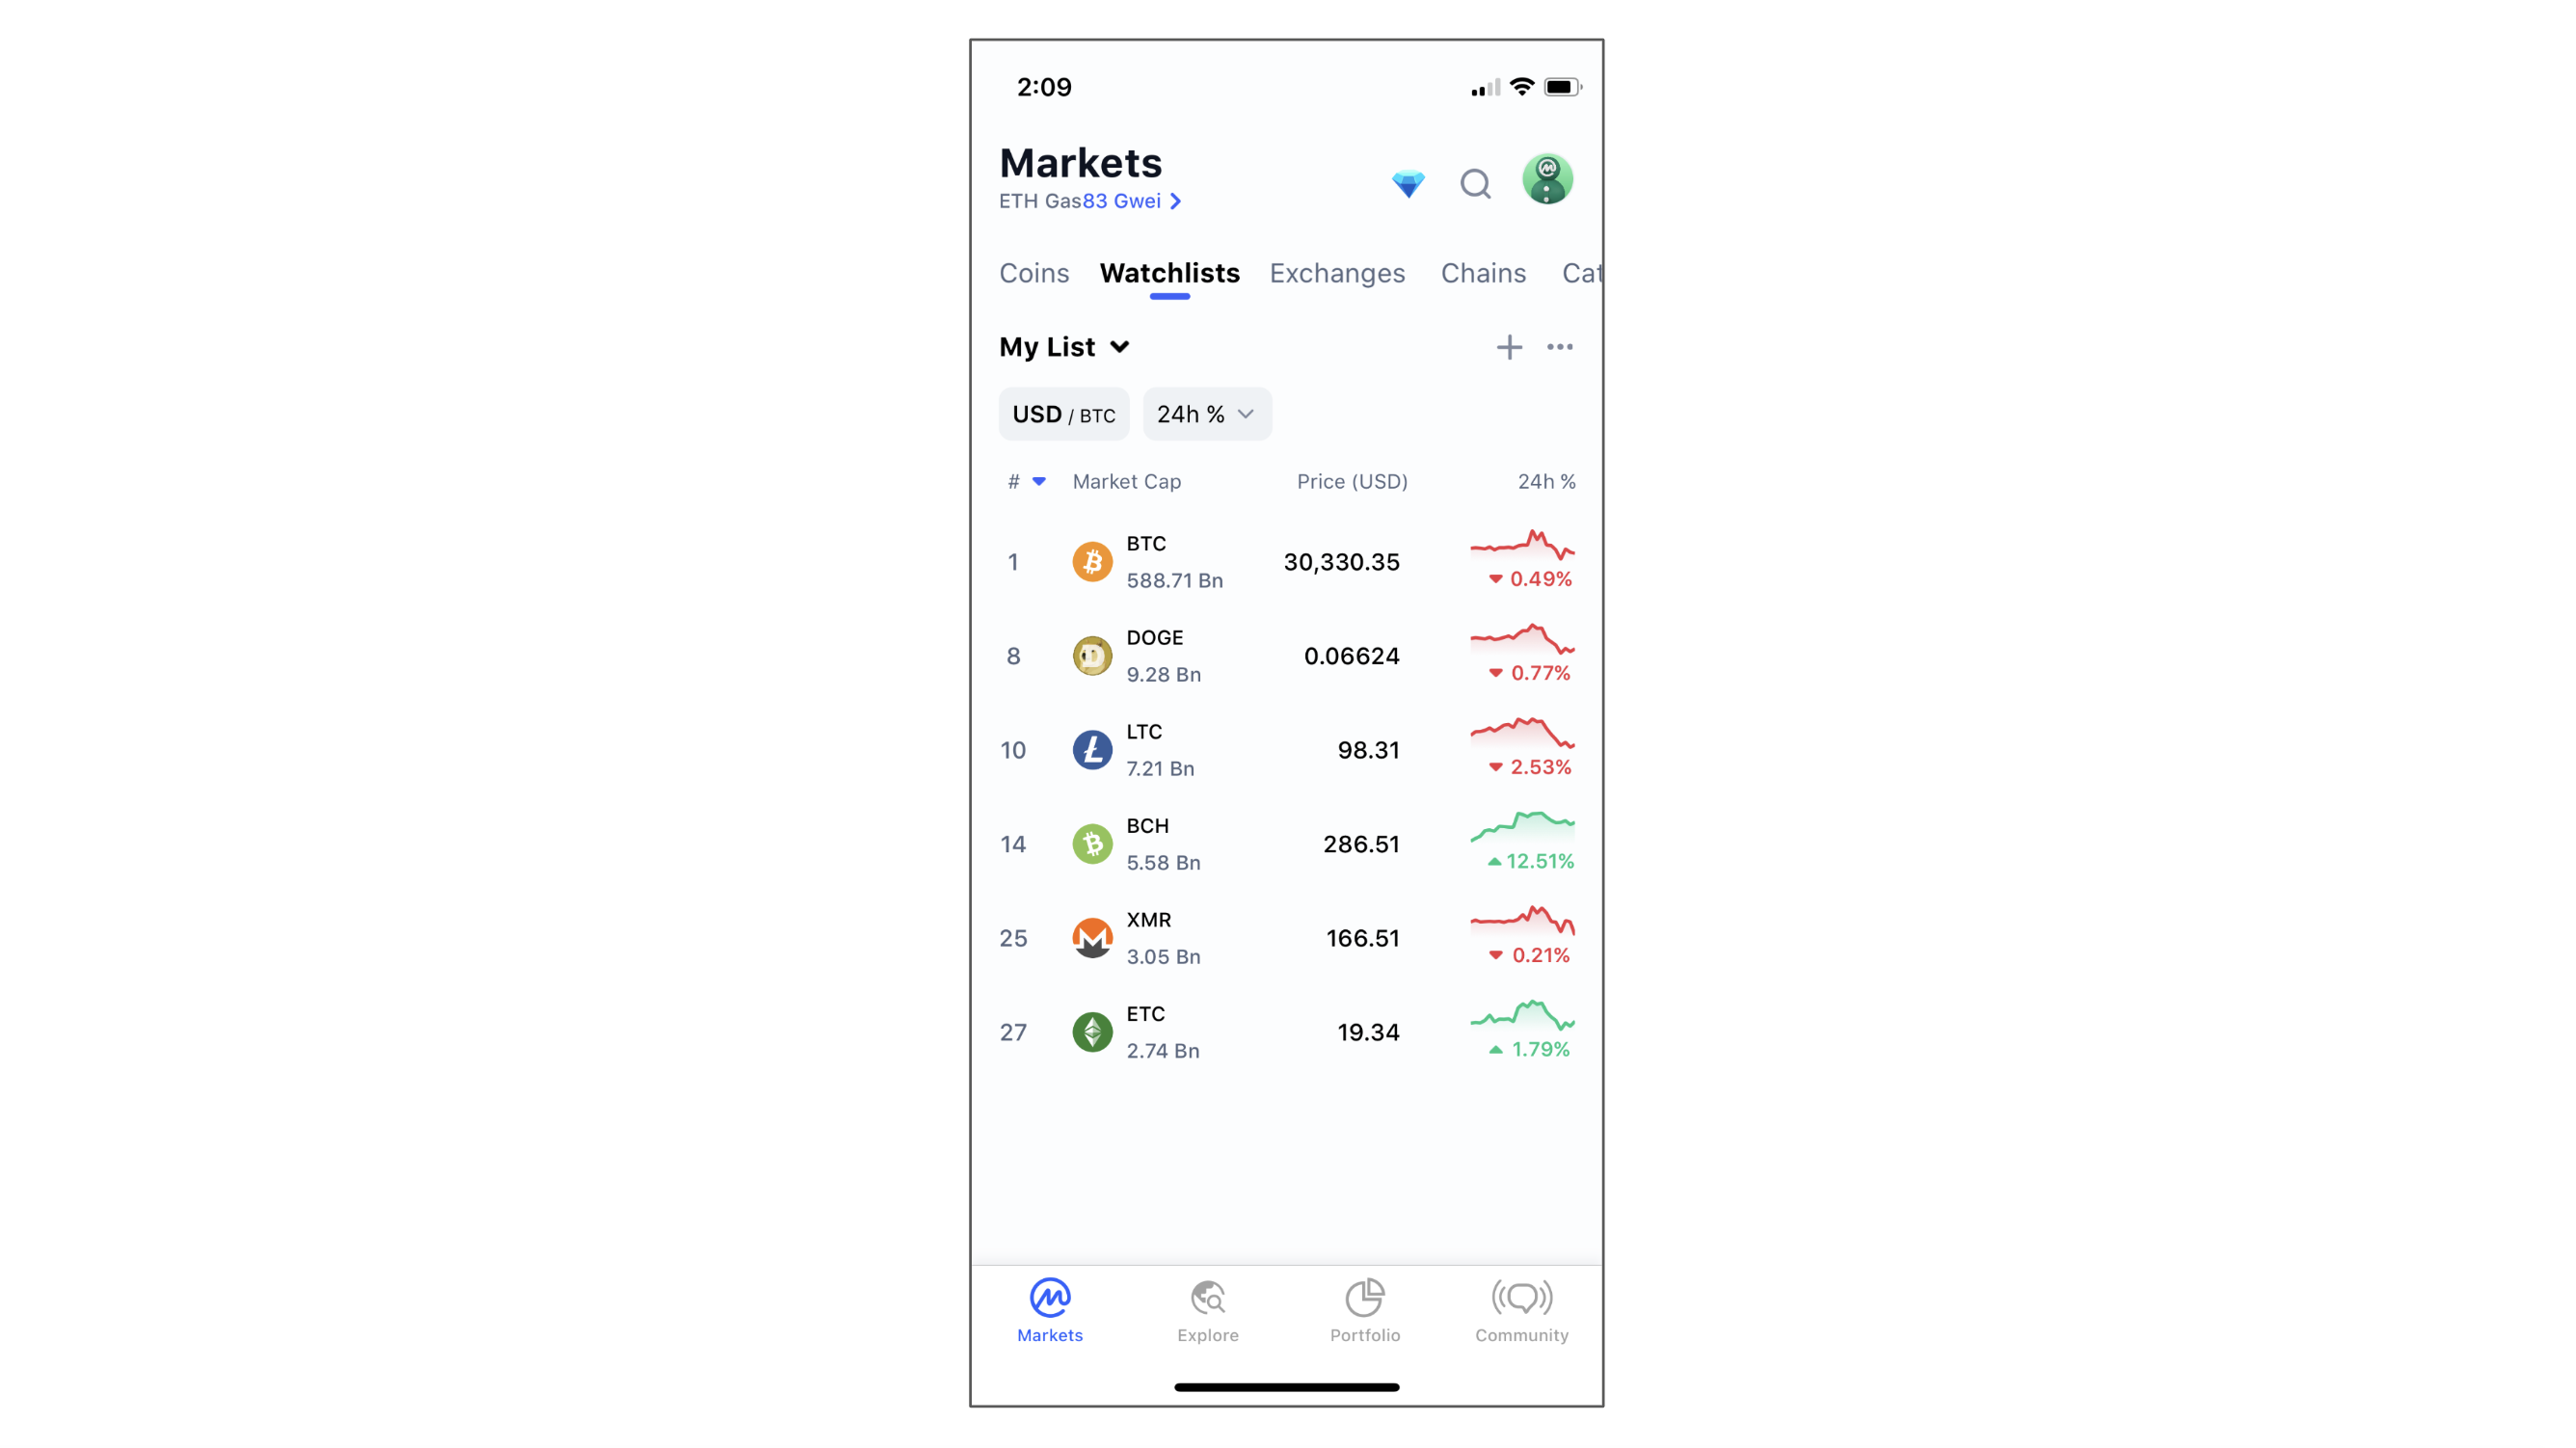 2:09
Markets
ETH Gas83 Gwei
Coins Watchlists Exchanges Chains Cat
My List
USD / BTC 24h %
# Market Cap Price (USD) 24h %
BTC
1 30,330.35
588.71 Bn 0.49%
DOGE
8 0.06624
9.28 Bn 0.77%
LTC
10 98.31
7.21 Bn 2.53%
BCH
14 286.51
5.58 Bn 12.51%
XMR
25 166.51
3.05 Bn 0.21%
ETC
27 19.34
2.74 Bn 1.79%
Markets Explore Portfolio Community